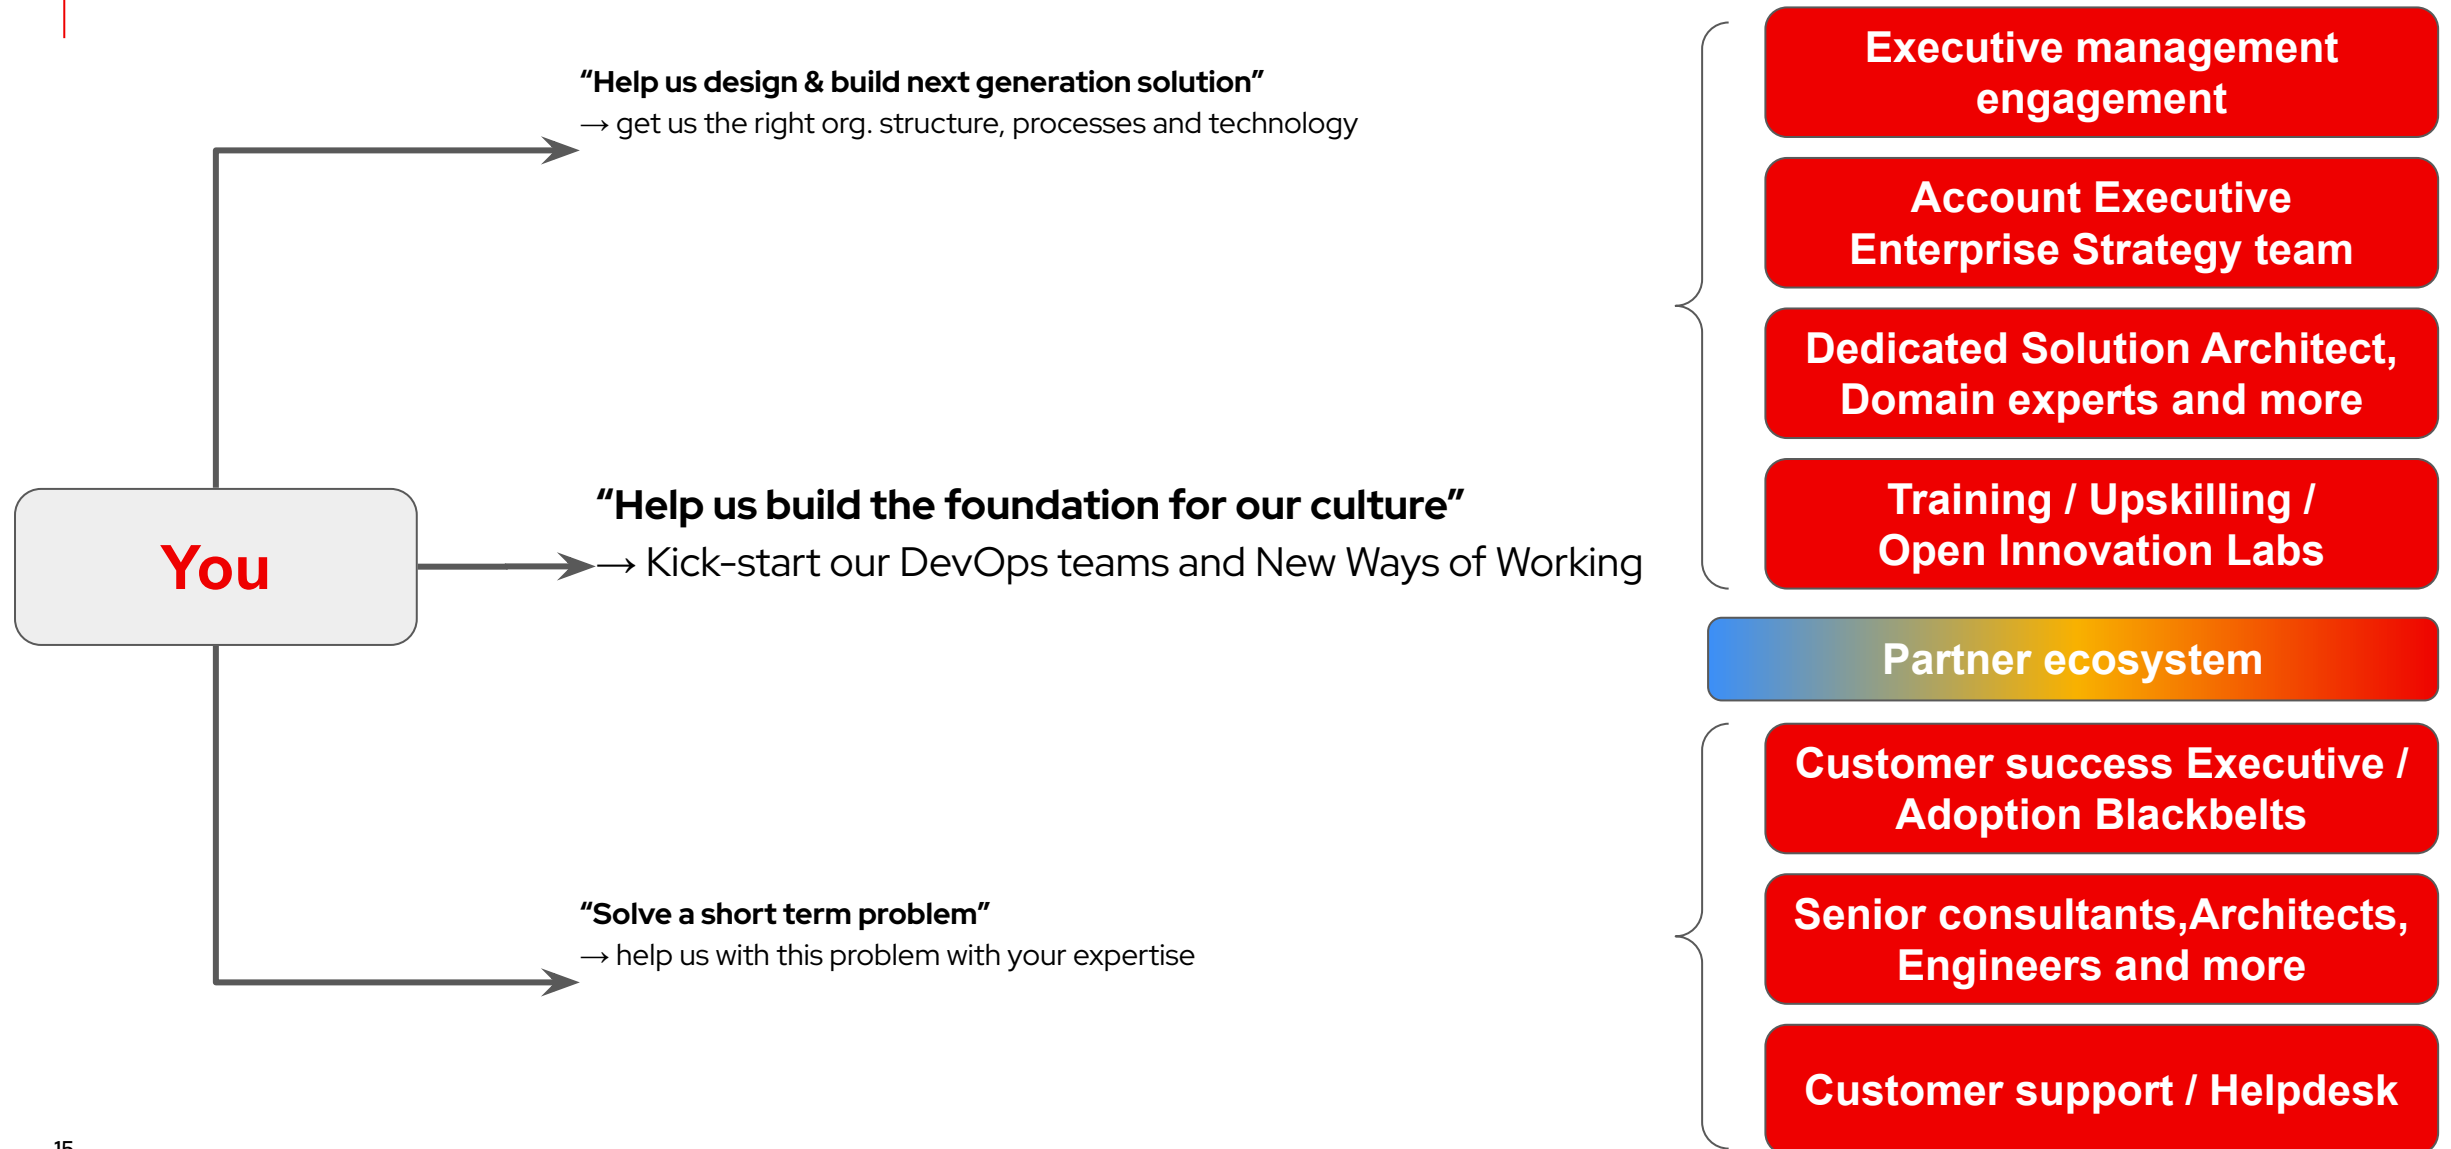 “Help us design & build next generation solution”
→ get us the right org. structure, processes and technology
You
“Help us build the foundation for our culture”
→ Kick-start our DevOps teams and New Ways of Working
“Solve a short term problem”
→ help us with this problem with your expertise
Executive management
engagement
Account Executive
Enterprise Strategy team
Dedicated Solution Architect,
Domain experts and more
Training / Upskilling /
Open Innovation Labs
Partner ecosystem
Customer success Executive /
Adoption Blackbelts
Senior consultants,Architects,
Engineers and more
Customer support / Helpdesk
15